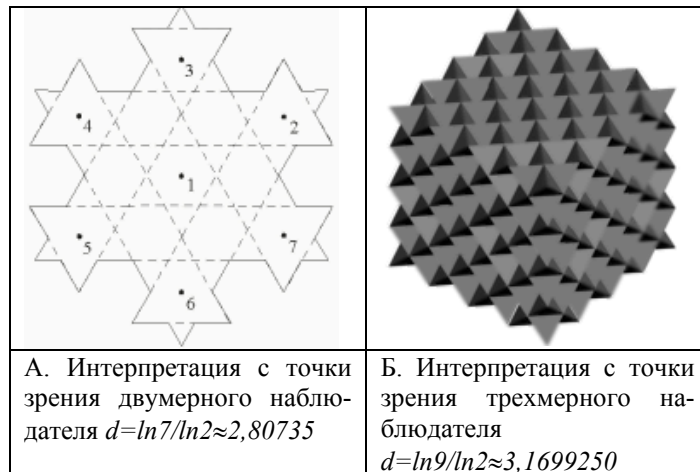 3
4
2
1
5
7
6
А. Интерпретация с точки
зрения двумерного наблю-
дателя d=ln7/ln2≈2,80735
Б. Интерпретация с точки
зрения трехмерного на-
блюдателя
d=ln9/ln2≈3,1699250